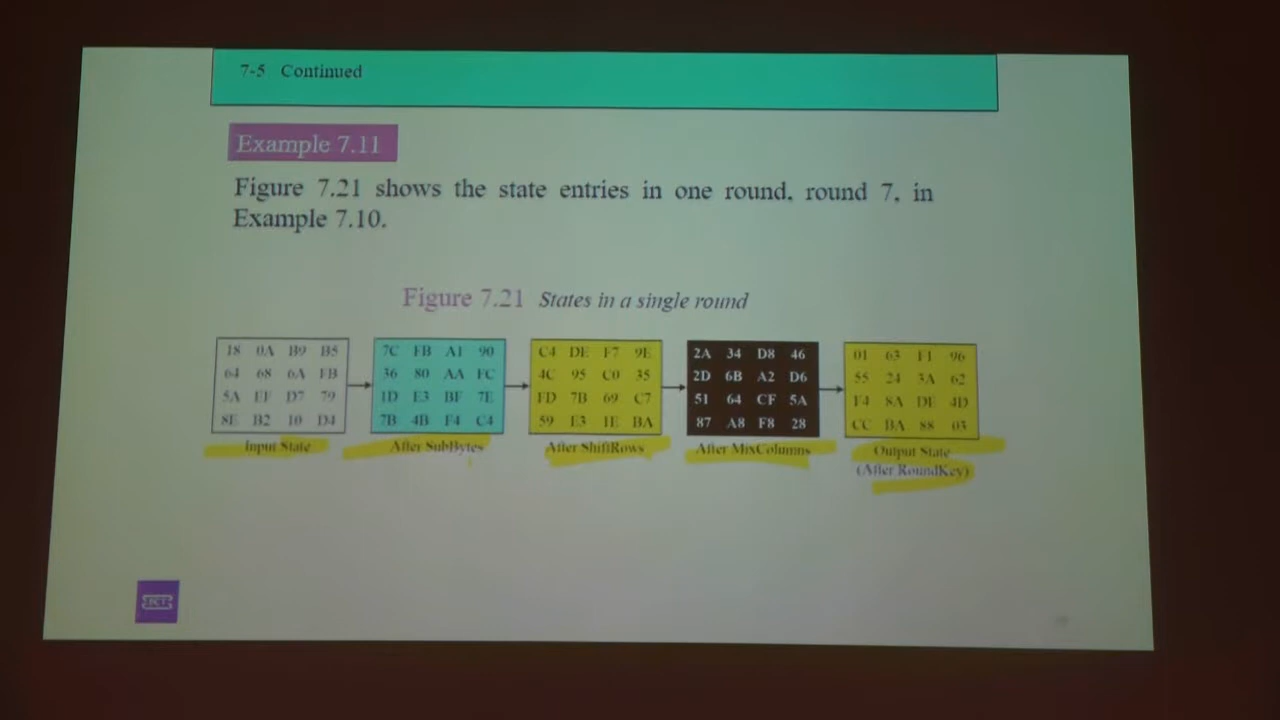 7-5 Continued
Example 7.11
Figure 7.21 shows the state entries in one round, round 7, in
Example 7.10.
Figure 7.21 States in a single round
18 0A B9 B5
64 68 6A FB
5A EF D7 79
8E B2 10 D4
Input State
7C FB A1 90
36 80 AA FC
1D E3 BF 7E
7B 4B F4 C4
After SubBytes
C4 DE F7 9E
4C 95 C0 35
FD 7B 69 C7
59 E3 1E BA
After ShiftRows
2A 34 D8 46
2D 6B A2 D6
51 64 CF 5A
87 A8 F8 28
After MixColumns
01 63 F1 96
55 24 3A 62
F4 8A DE 4D
CC BA 88 03
Output State
(After RoundKey)